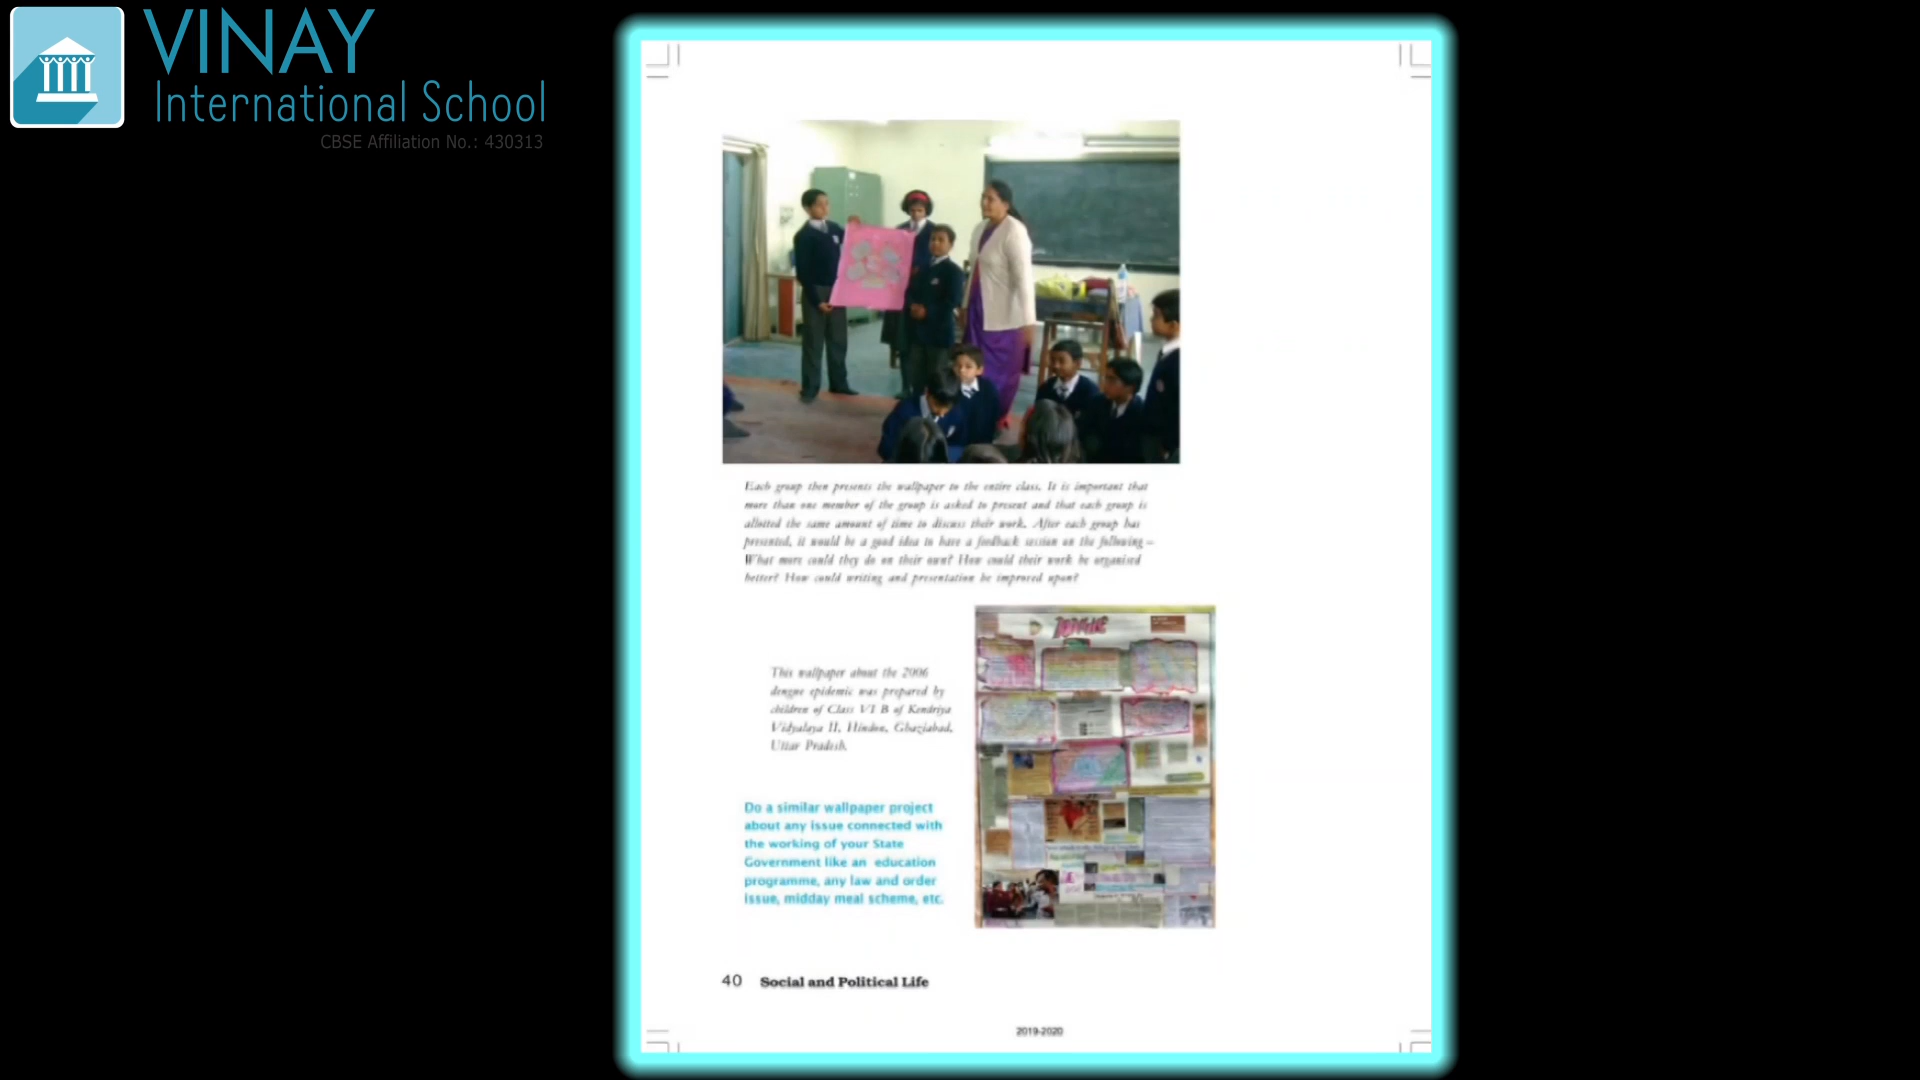 VINAY
International School
CBSE Affiliation No.: 430313
Each group then presents the wallpaper to the entire class. It is important that
more than one member of the group is asked to present and that each group is
allotted the same amount of time to discuss their work. After each group has
presented, it would be a good idea to have a feedback session on the following –
What more could they do on their own? How could their work be organised
better? How could writing and presentation be improved upon?
DENGUE
This wallpaper about the 2006
dengue epidemic was prepared by
children of Class VI B of Kendriya
Vidyalaya II, Hindon, Ghaziabad,
Uttar Pradesh.
Do a similar wallpaper project
about any issue connected with
the working of your State
Government like an education
programme, any law and order
issue, midday meal scheme, etc.
40 Social and Political Life
2019-2020